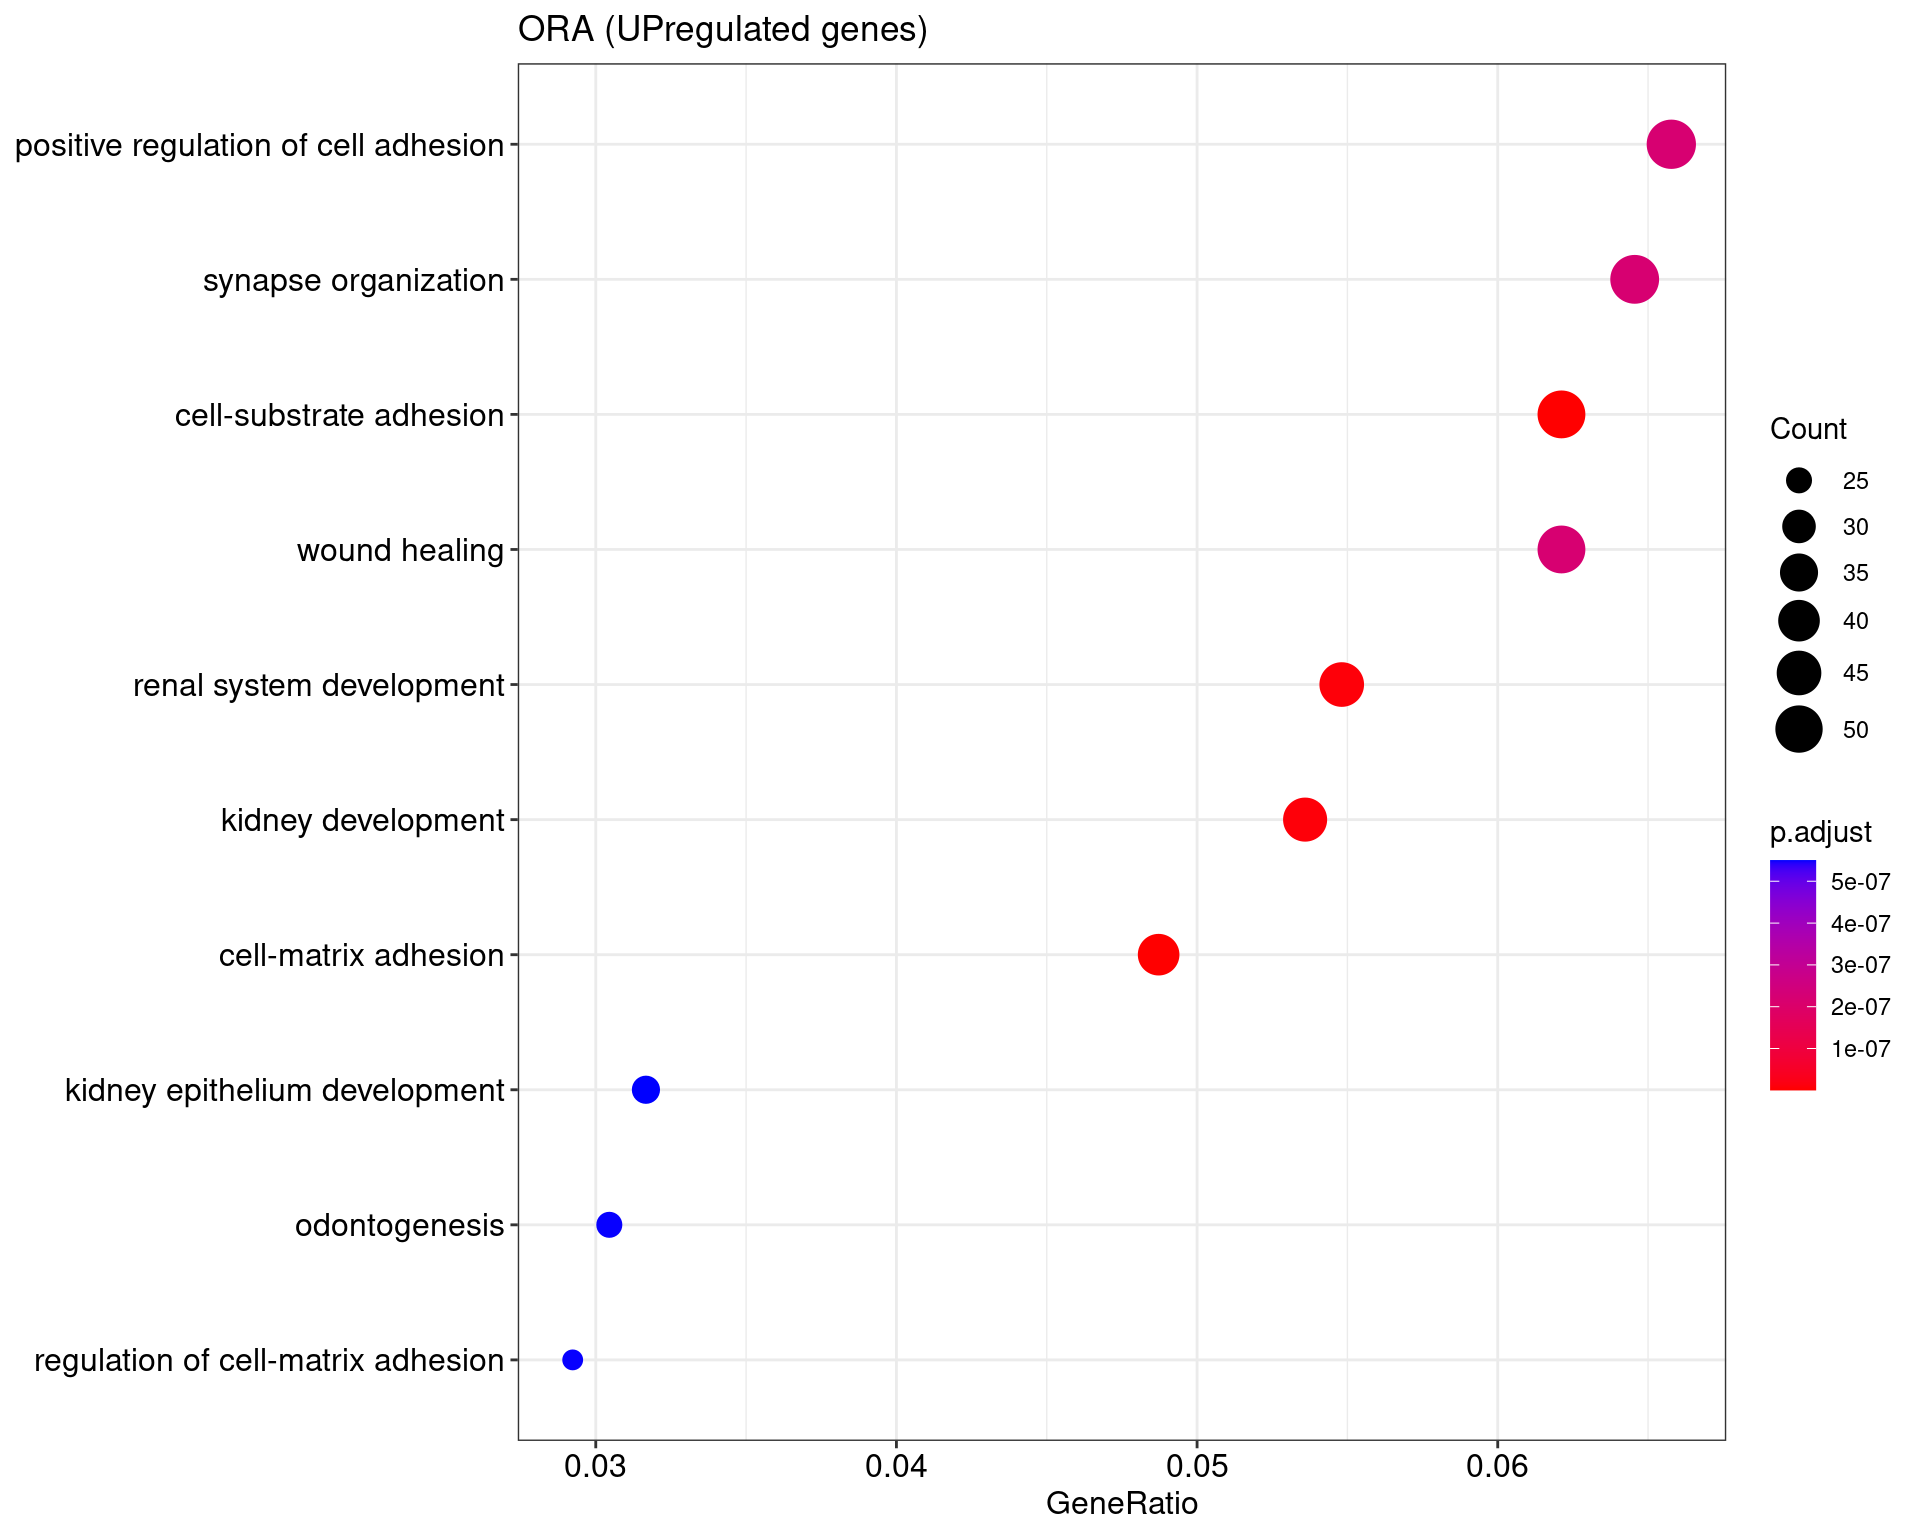 ORA (UPregulated genes)
positive regulation of cell adhesion
synapse organization
cell-substrate adhesion
wound healing
renal system development
kidney development
cell-matrix adhesion
kidney epithelium development
odontogenesis
regulation of cell-matrix adhesion
0.03
0.04
0.05
0.06
GeneRatio
Count
25
30
35
40
45
50
p.adjust
5e-07
4e-07
3e-07
2e-07
1e-07